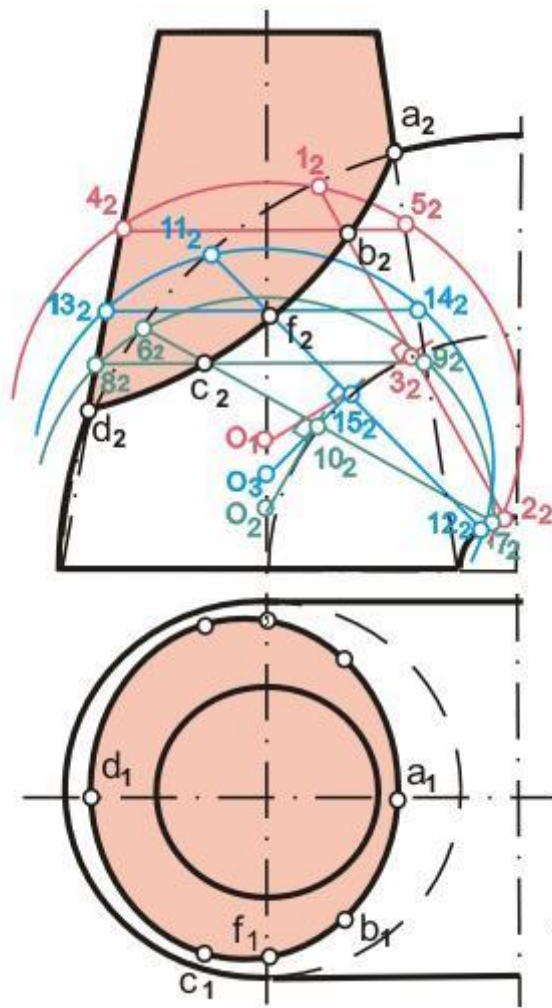 a₂
1₂
4₂
5₂
11₂
b₂
13₂
14₂
f₂
6₂
8₂
c₂
3₂
9₂
d₂
15₂
O₁
10₂
O₃
O₂
12₂
7₂
2₂
d₁
a₁
f₁
b₁
c₁